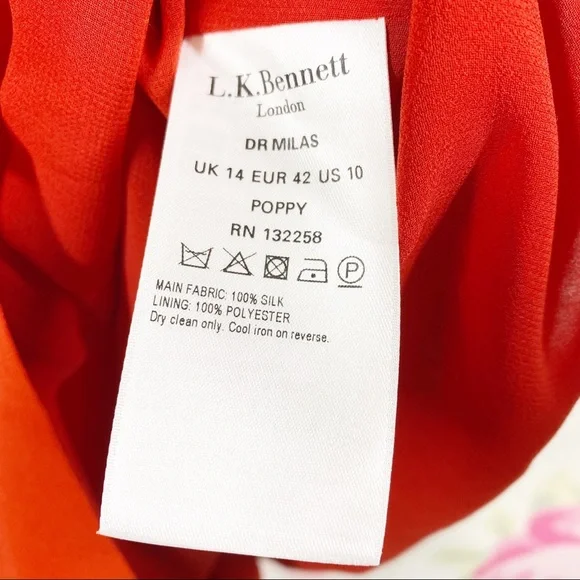 L.K.Bennett
London
DR MILAS
UK 14 EUR 42 US 10
POPPY
RN 132258
P
MAIN FABRIC: 100% SILK
LINING: 100% POLYESTER
Dry clean only. Cool iron on reverse.